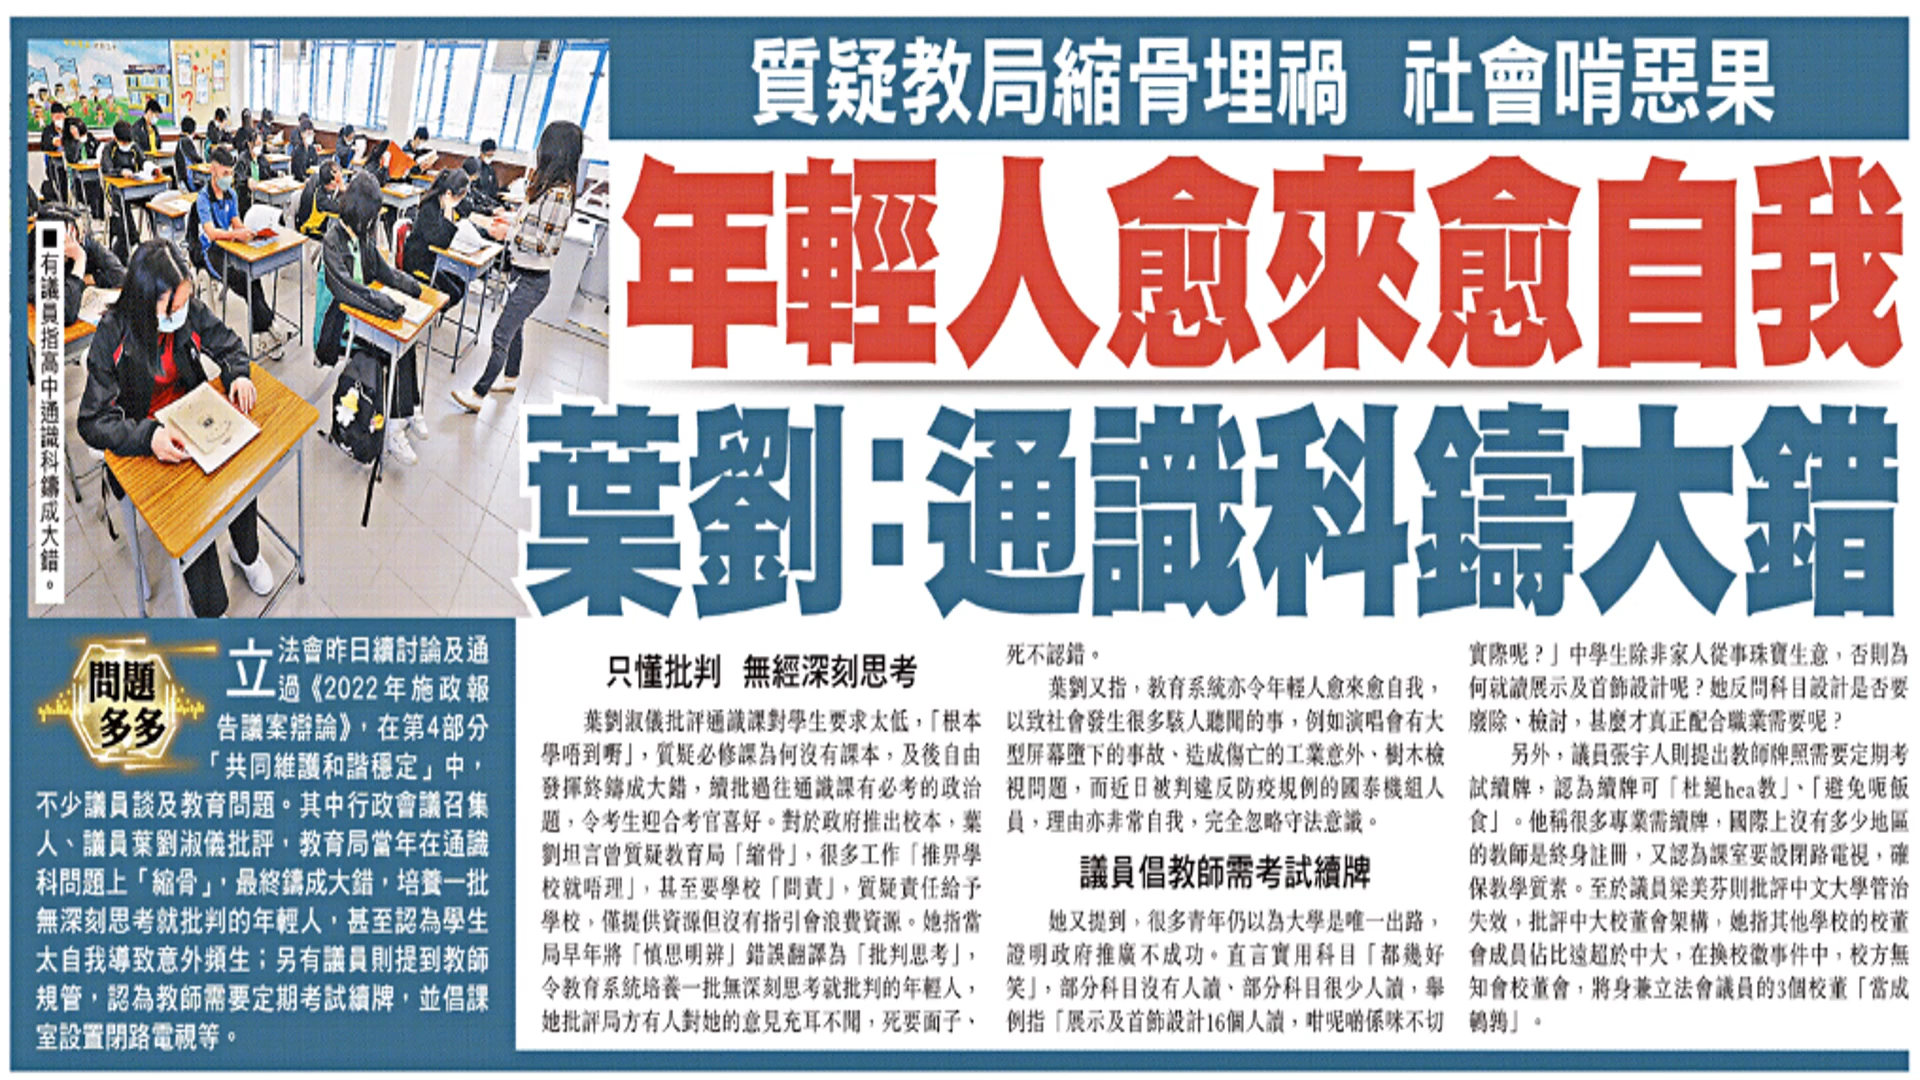 質疑教局縮骨埋禍 社會啃惡果
年輕人愈來愈自我
葉劉：通識科鑄大錯
■有議員指高中通識科鑄成大錯。
問題
多多
立法會昨日續討論及通
過《2022年施政報
告議案辯論》，在第4部分
「共同維護和諧穩定」中，
不少議員談及教育問題。其中行政會議召集
人、議員葉劉淑儀批評，教育局當年在通識
科問題上「縮骨」，最終鑄成大錯，培養一批
無深刻思考就批判的年輕人，甚至認為學生
太自我導致意外頻生；另有議員則提到教師
規管，認為教師需要定期考試續牌，並倡課
室設置閉路電視等。
只懂批判 無經深刻思考
葉劉淑儀批評通識課對學生要求太低，「根本
學唔到嘢」，質疑必修課為何沒有課本，及後自由
發揮終鑄成大錯，續批過往通識課有必考的政治
題，令考生迎合考官喜好。對於政府推出校本，葉
劉坦言曾質疑教育局「縮骨」，很多工作「推畀學
校就唔理」，甚至要學校「問責」，質疑責任給予
學校，僅提供資源但沒有指引會浪費資源。她指當
局早年將「慎思明辨」錯誤翻譯為「批判思考」，
令教育系統培養一批無深刻思考就批判的年輕人，
她批評局方有人對她的意見充耳不聞，死要面子、
死不認錯。
葉劉又指，教育系統亦令年輕人愈來愈自我，
以致社會發生很多駭人聽聞的事，例如演唱會有大
型屏幕墮下的事故、造成傷亡的工業意外、樹木檢
視問題，而近日被判違反防疫規例的國泰機組人
員，理由亦非常自我，完全忽略守法意識。
議員倡教師需考試續牌
她又提到，很多青年仍以為大學是唯一出路，
證明政府推廣不成功。直言實用科目「都幾好
笑」，部分科目沒有人讀、部分科目很少人讀，舉
例指「展示及首飾設計16個人讀，咁呢啲係咪不切
實際呢？」中學生除非家人從事珠寶生意，否則為
何就讀展示及首飾設計呢？她反問科目設計是否要
廢除、檢討，甚麼才真正配合職業需要呢？
另外，議員張宇人則提出教師牌照需要定期考
試續牌，認為續牌可「杜絕hea教」、「避免呃飯
食」。他稱很多專業需續牌，國際上沒有多少地區
的教師是終身註冊，又認為課室要設閉路電視，確
保教學質素。至於議員梁美芬則批評中文大學管治
失效，批評中大校董會架構，她指其他學校的校董
會成員佔比遠超於中大，在換校徽事件中，校方無
知會校董會，將身兼立法會議員的3個校董「當成
鵪鶉」。